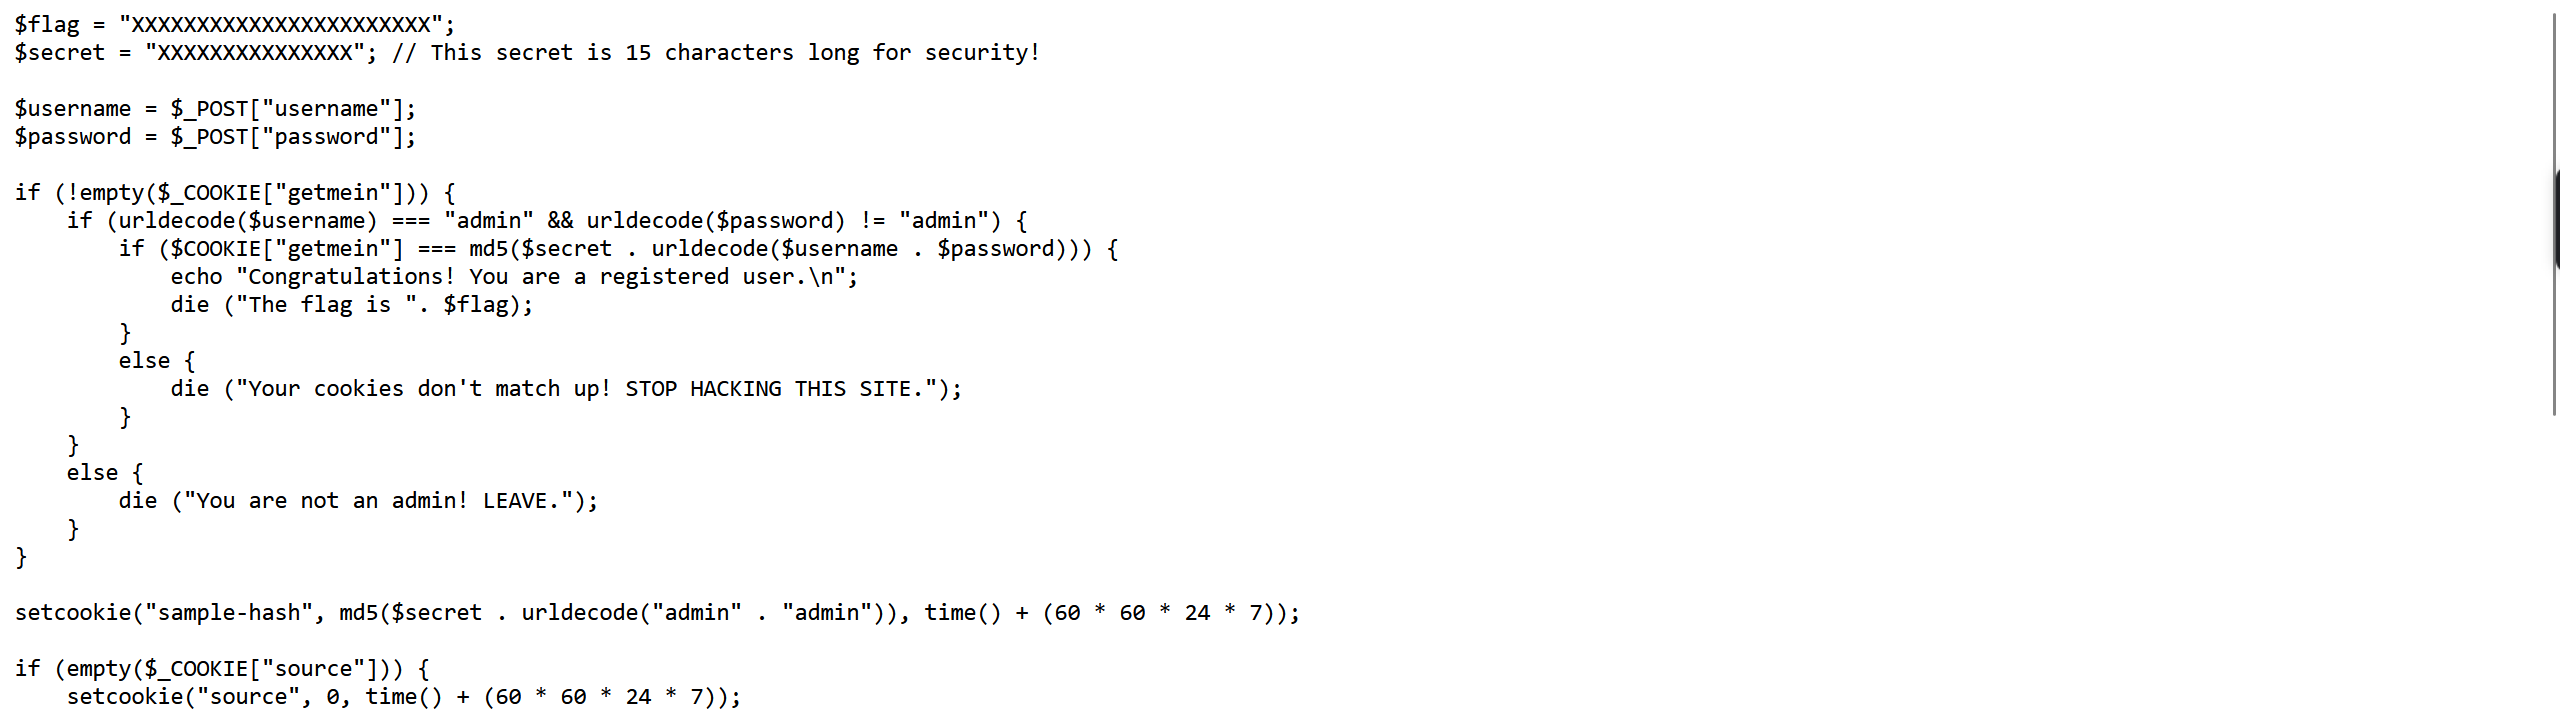 $flag = "XXXXXXXXXXXXXXXXXXXXXXX";
$secret = "XXXXXXXXXXXXXXX"; // This secret is 15 characters long for security!

$username = $_POST["username"];
$password = $_POST["password"];

if (!empty($_COOKIE["getmein"])) {
    if (urldecode($username) === "admin" && urldecode($password) != "admin") {
        if ($COOKIE["getmein"] === md5($secret . urldecode($username . $password))) {
            echo "Congratulations! You are a registered user.\n";
            die ("The flag is ". $flag);
        }
        else {
            die ("Your cookies don't match up! STOP HACKING THIS SITE.");
        }
    }
    else {
        die ("You are not an admin! LEAVE.");
    }
}

setcookie("sample-hash", md5($secret . urldecode("admin" . "admin")), time() + (60 * 60 * 24 * 7));

if (empty($_COOKIE["source"])) {
    setcookie("source", 0, time() + (60 * 60 * 24 * 7));